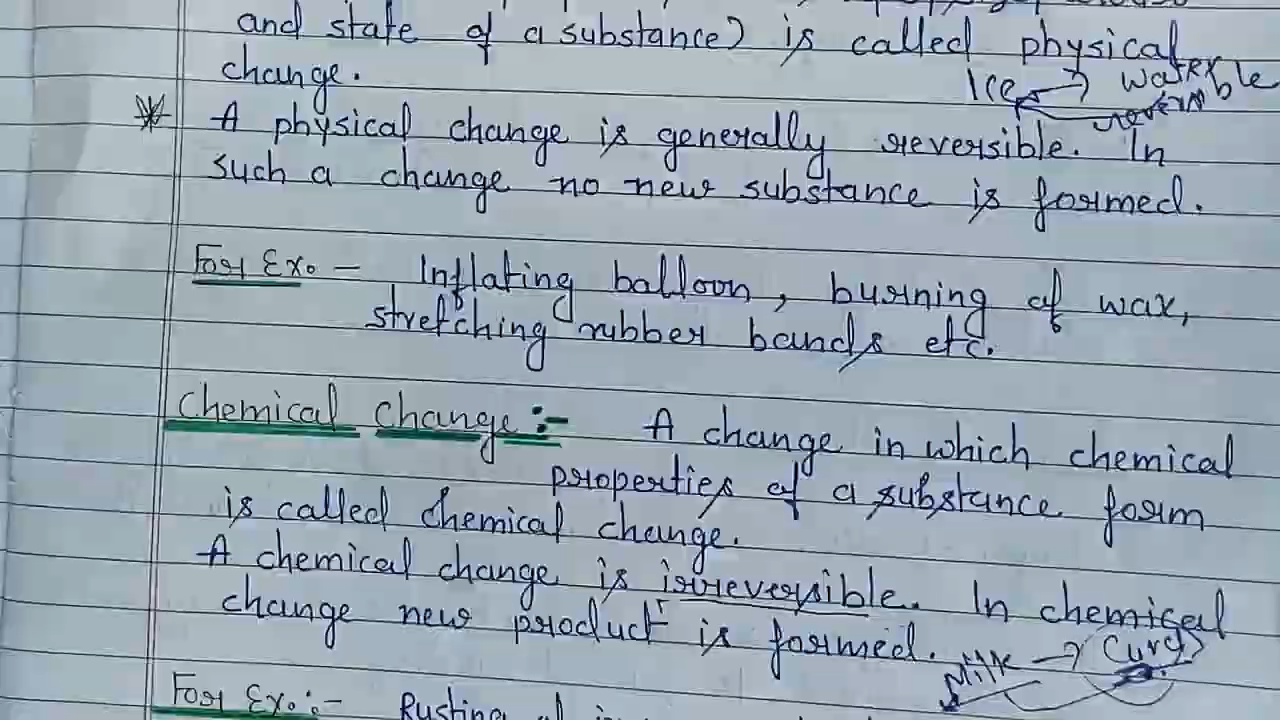 and state of a substance) is called physical
change.
Ice → water
reversible
* A physical change is generally reversible. In
such a change no new substance is formed.
For Ex. – Inflating balloon, burning of wax,
stretching rubber bands etc.
Chemical Change :- A change in which chemical
properties of a substance form
is called Chemical change.
A chemical change is irreversible. In chemical
change new product is formed.
Milk → Curd
For Ex. :- Rusting of